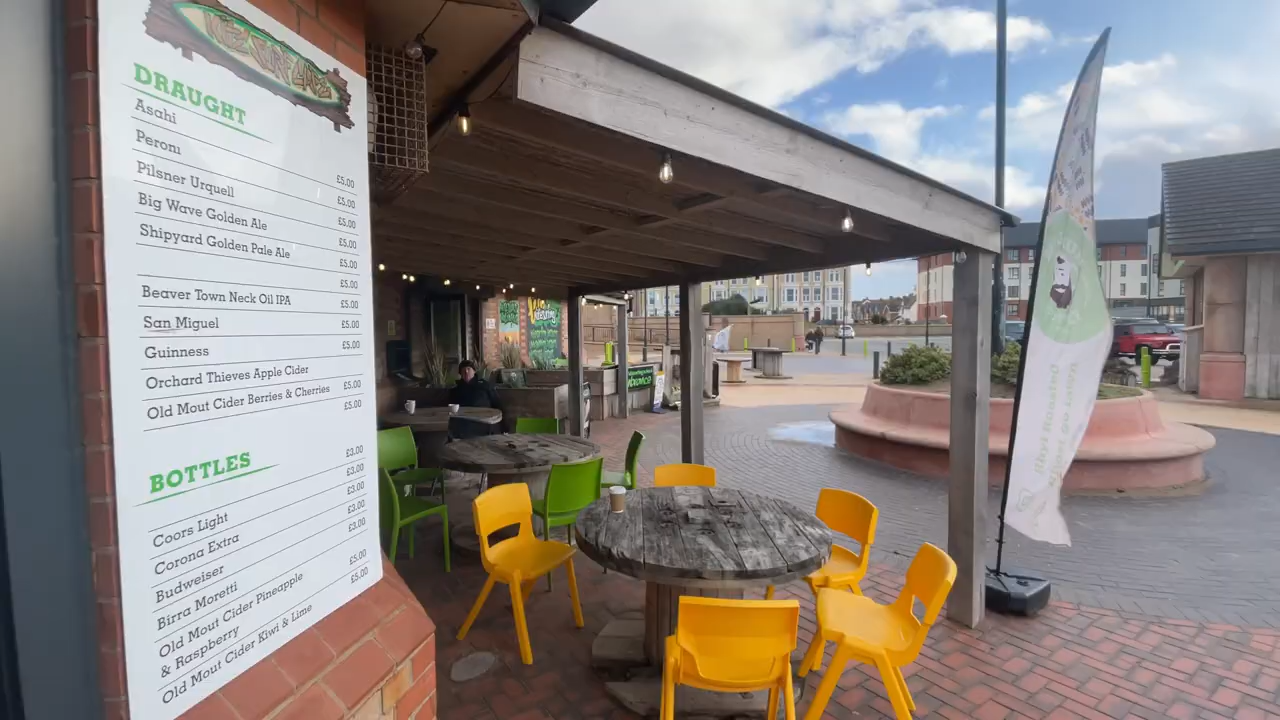 SURF CAFE
DRAUGHT
Asahi £5.00
Peroni £5.00
Pilsner Urquell £5.00
Big Wave Golden Ale £5.00
Shipyard Golden Pale Ale £5.00
Beaver Town Neck Oil IPA £5.00
San Miguel £5.00
Guinness £5.00
Orchard Thieves Apple Cider £5.00
Old Mout Cider Berries & Cherries £5.00
BOTTLES
Coors Light £3.00
Corona Extra £3.00
Budweiser £3.00
Birra Moretti £3.00
Old Mout Cider Pineapple
& Raspberry £5.00
Old Mout Cider Kiwi & Lime £5.00
Rhyl Roasted